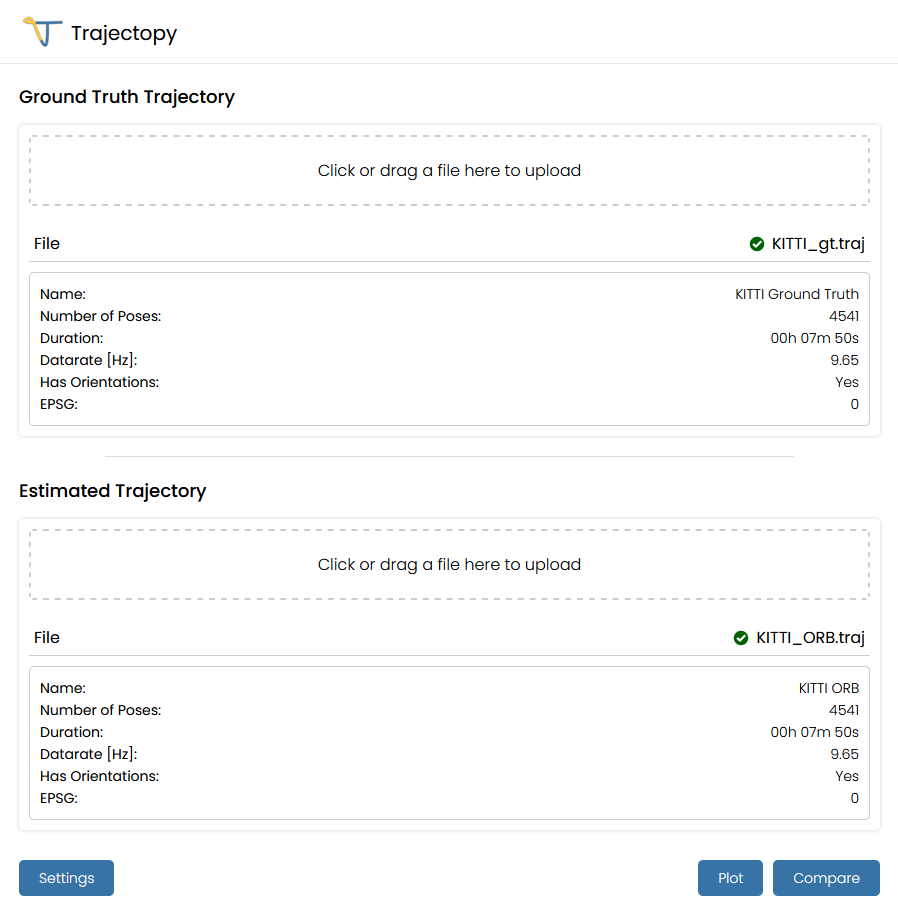 Trajectopy
Ground Truth Trajectory
Click or drag a file here to upload
File KITTI_gt.traj
Name: KITTI Ground Truth
Number of Poses: 4541
Duration: 00h 07m 50s
Datarate [Hz]: 9.65
Has Orientations: Yes
EPSG: 0
Estimated Trajectory
Click or drag a file here to upload
File KITTI_ORB.traj
Name: KITTI ORB
Number of Poses: 4541
Duration: 00h 07m 50s
Datarate [Hz]: 9.65
Has Orientations: Yes
EPSG: 0
Settings Plot Compare